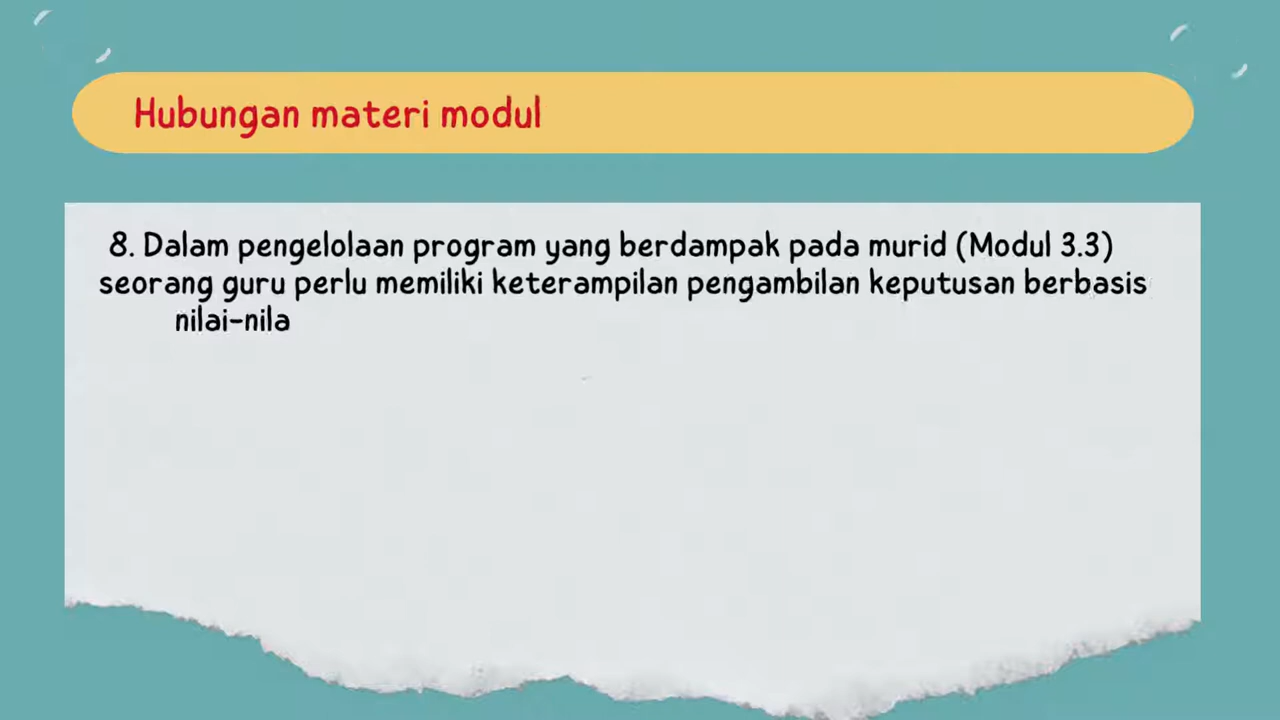 Hubungan materi modul
8. Dalam pengelolaan program yang berdampak pada murid (Modul 3.3)
seorang guru perlu memiliki keterampilan pengambilan keputusan berbasis
nilai-nila